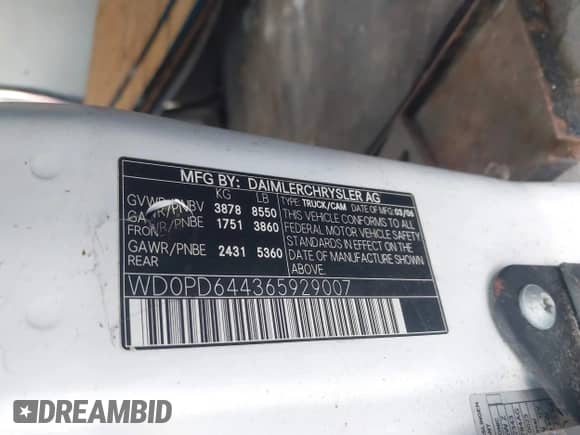 MFG BY: DAIMLERCHRYSLER AG
KG LB
GVWR/PNBV 3878 8550
GAWR/PNBE 1751 3860
FRONT
GAWR/PNBE 2431 5360
REAR
TYPE: TRUCK/CAM DATE OF MFG: 03/06
THIS VEHICLE CONFORMS TO ALL
FEDERAL MOTOR VEHICLE SAFETY
STANDARDS IN EFFECT ON THE
DATE OF MANUFACTURE SHOWN
ABOVE.
WD0PD644365929007
DREAMBID